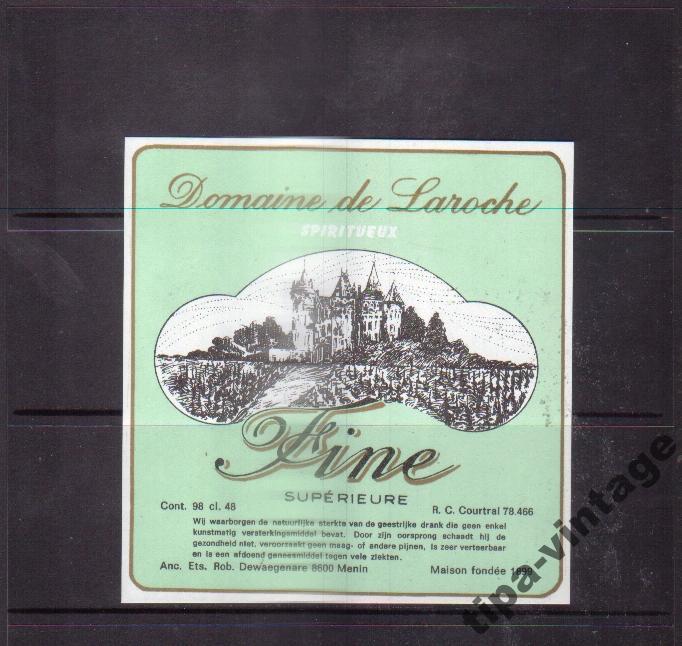 Domaine de Laroche
SPIRITUEUX
Fine
SUPÉRIEURE
Cont. 98 cl. 48
R. C. Courtrai 78.466
Wij waarborgen de natuurlijke sterkte van de geestrijke drank die geen enkel
kunstmatig versterkingsmiddel bevat. Door zijn oorsprong schaadt hij de
gezondheid niet, veroorzaakt geen maag- of andere pijnen, is zeer verteerbaar
en is een afdoend geneesmiddel tegen vele ziekten.
Anc. Ets. Rob. Dewaegenare 8600 Menin
Maison fondée 1899
tipa-vintage